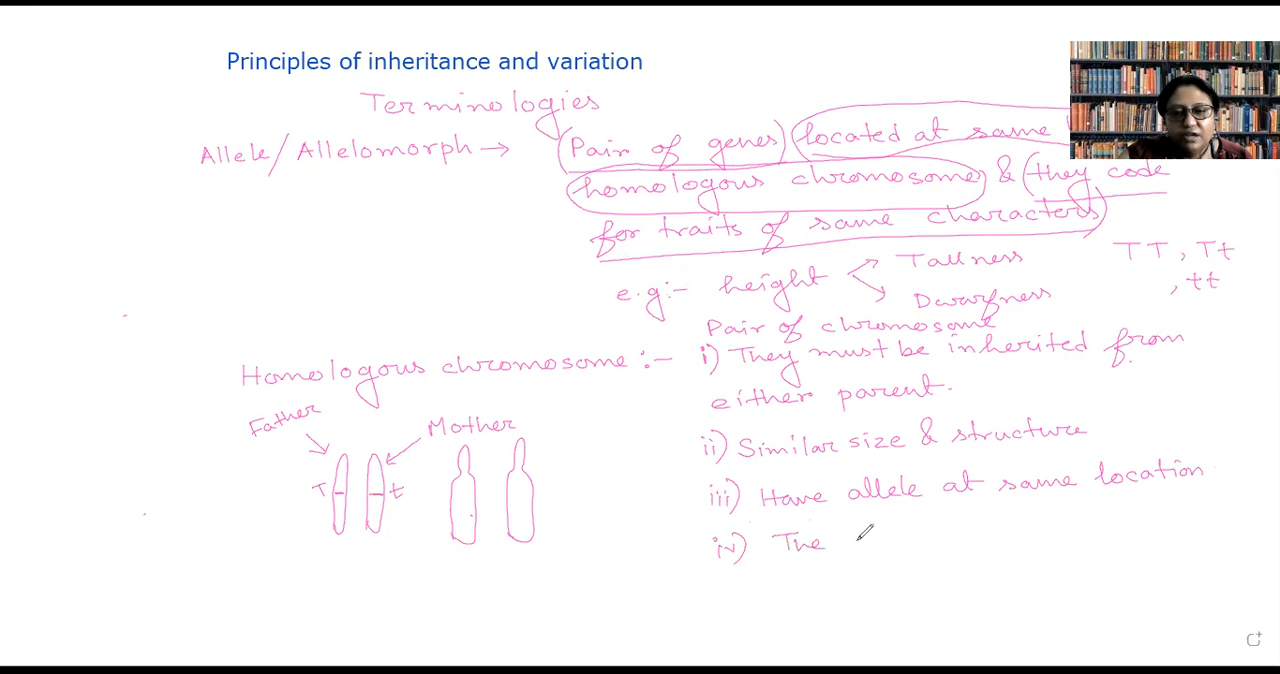 Principles of inheritance and variation
Terminologies
Allele/Allelomorph → (Pair of genes) (located at same
homologous chromosome) & (they code
for traits of same characters)
e.g:- height Tallness TT, Tt
Dwarfness , tt
Pair of chromosome
Homologous chromosome :- i) They must be inherited from
either parent.
Father
Mother
ii) Similar size & structure
T t
iii) Have allele at same location
iv) The